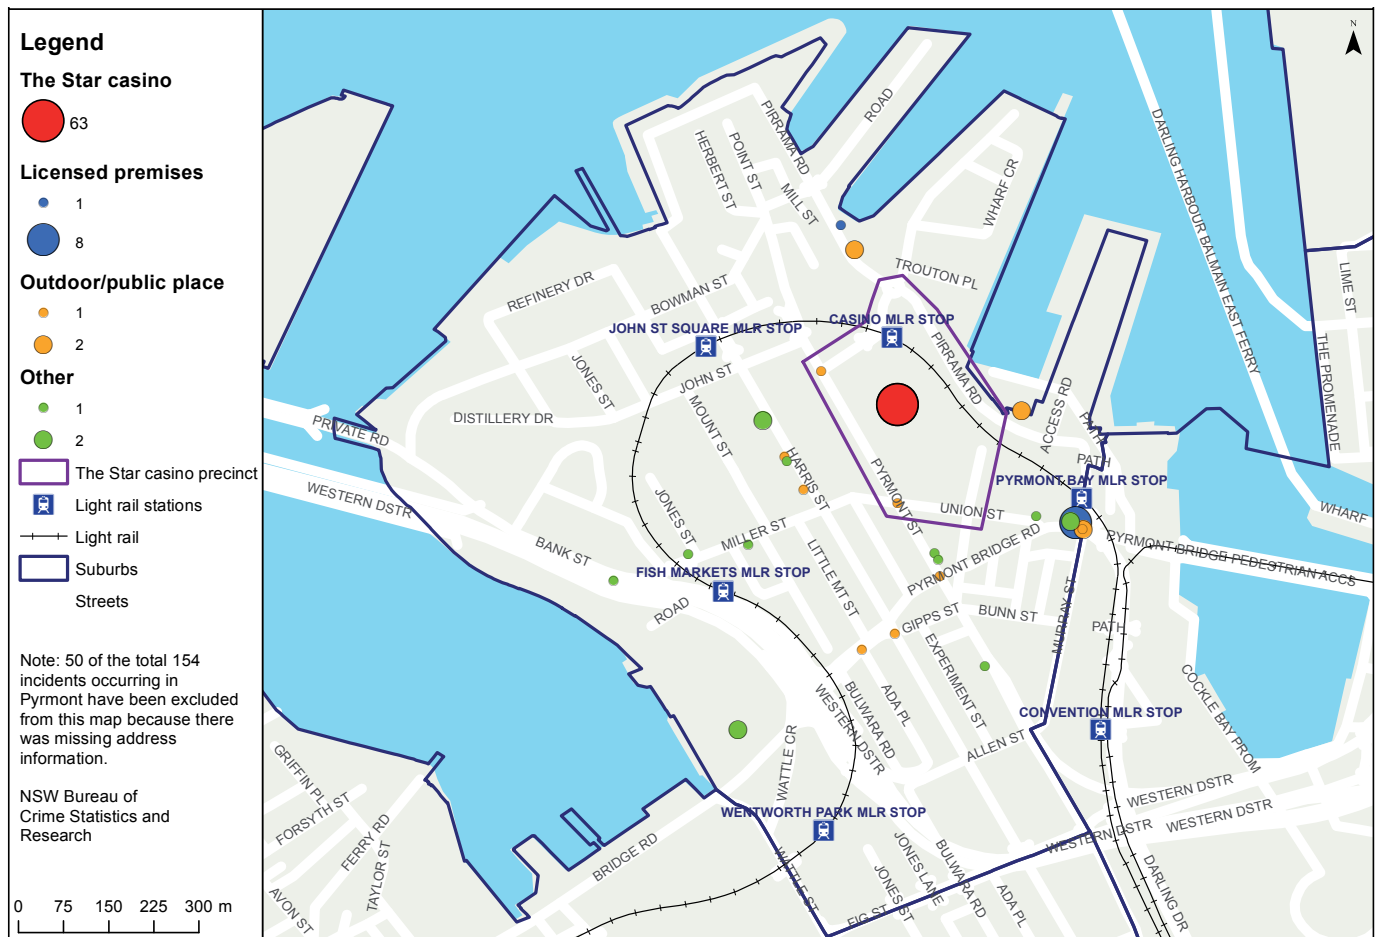 Legend
The Star casino
63
Licensed premises
1
8
Outdoor/public place
1
2
Other
1
2
The Star casino precinct
Light rail stations
Light rail
Suburbs
Streets
Note: 50 of the total 154
incidents occurring in
Pyrmont have been excluded
from this map because there
was missing address
information.
NSW Bureau of
Crime Statistics and
Research
0 75 150 225 300 m
N
ROAD
PIRRAMA RD
POINT ST
HERBERT ST
MILL ST
WHARF CR
DARLING HARBOUR BALMAIN EAST FERRY
TROUTON PL
LIME ST
REFINERY DR
BOWMAN ST
JOHN ST SQUARE MLR STOP
CASINO MLR STOP
PIRRAMA RD
THE PROMENADE
JONES ST
JOHN ST
ACCESS RD
DISTILLERY DR
MOUNT ST
PATH
PRIVATE RD
PATH
HARRIS ST
PYRMONT ST
PYRMONT BAY MLR STOP
WESTERN DSTR
JONES ST
UNION ST
WHARF
MILLER ST
BANK ST
LITTLE MT ST
PYRMONT BRIDGE RD
PYRMONT BRIDGE PEDESTRIAN ACCS
FISH MARKETS MLR STOP
ROAD
GIPPS ST
BUNN ST
MURRAY ST
PATH
EXPERIMENT ST
ADA PL
BULWARA RD
WESTERN DSTR
COCKLE BAY PROM
CONVENTION MLR STOP
WATTLE CR
ALLEN ST
GRIFFIN PL
FORSYTH ST
FERRY RD
TAYLOR ST
WESTERN DSTR
WESTERN DSTR
WESTERN DSTR
WENTWORTH PARK MLR STOP
BRIDGE RD
WATTLE ST
JONES LANE
BULWARA RD
DARLING DR
AVON ST
JONES ST
ADA PL
FIG ST